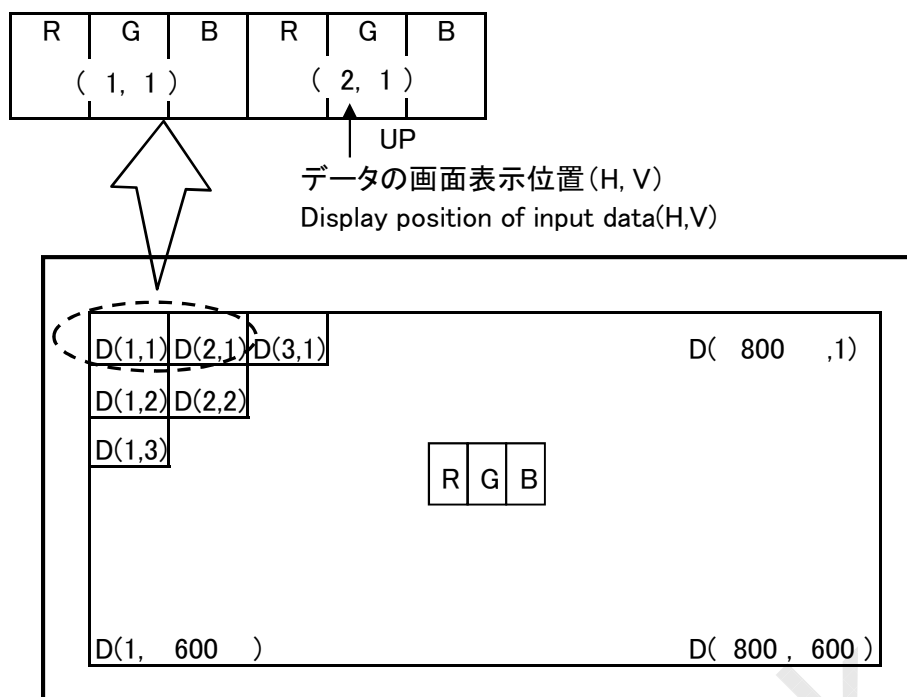 R G B R G B
( 1, 1 ) ( 2, 1 )
UP
データの画面表示位置(H, V)
Display position of input data(H,V)
D(1,1) D(2,1) D(3,1) D( 800 ,1)
D(1,2) D(2,2)
D(1,3)
R G B
D(1, 600 ) D( 800 , 600 )